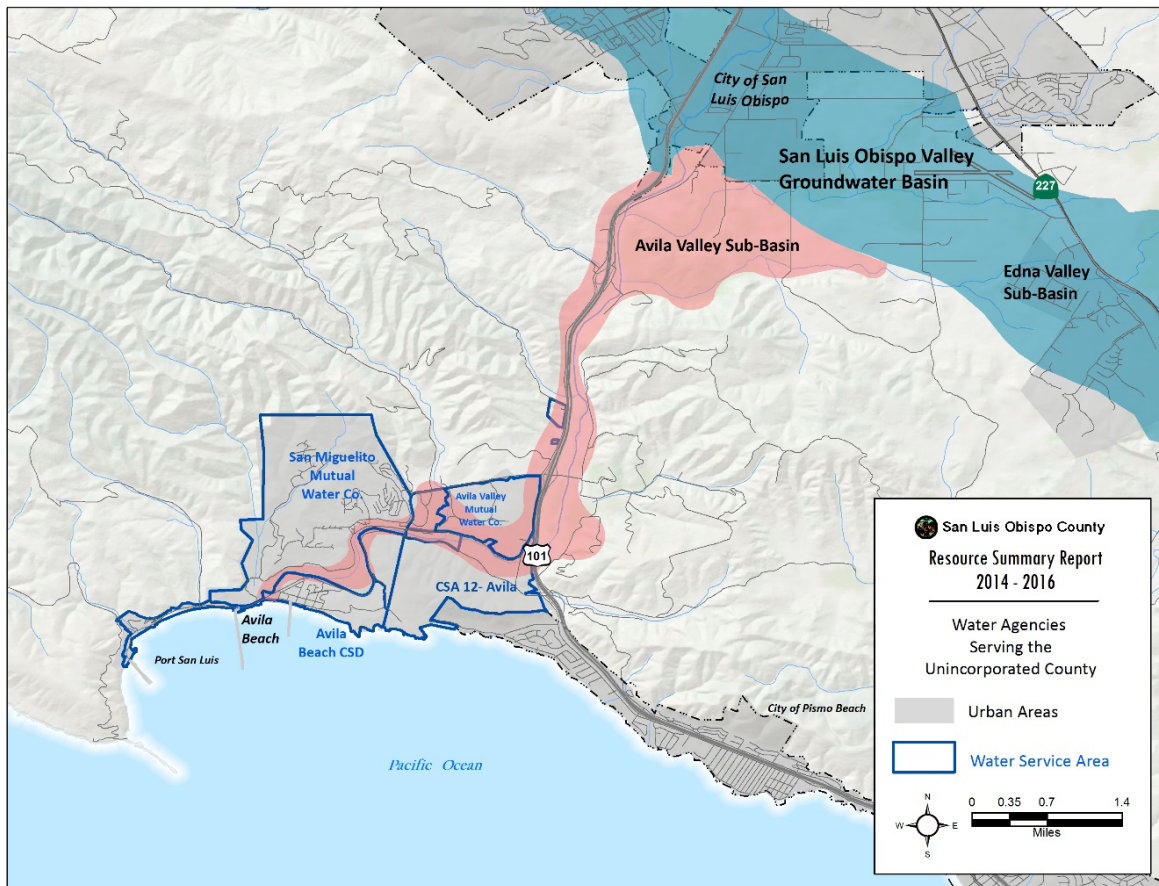 City of San
Luis Obispo
San Luis Obispo Valley
Groundwater Basin
227
Avila Valley Sub-Basin
Edna Valley
Sub-Basin
San Miguelito
Mutual
Water Co.
Avila Valley
Mutual
Water Co.
101
CSA 12- Avila
Avila
Beach
Avila
Beach CSD
Port San Luis
City of Pismo Beach
Pacific Ocean
San Luis Obispo County
Resource Summary Report
2014 - 2016
Water Agencies
Serving the
Unincorporated County
Urban Areas
Water Service Area
N
W E
S
0 0.35 0.7 1.4
Miles